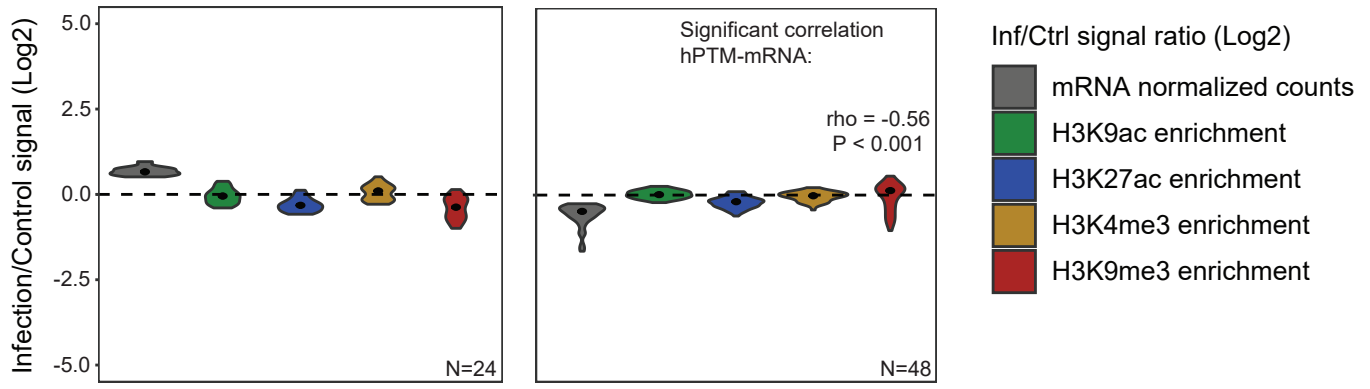 Infection/Control signal (Log2)
5.0
2.5
0.0
-2.5
-5.0
N=24
Significant correlation
hPTM-mRNA:
rho = -0.56
P < 0.001
N=48
Inf/Ctrl signal ratio (Log2)
mRNA normalized counts
H3K9ac enrichment
H3K27ac enrichment
H3K4me3 enrichment
H3K9me3 enrichment